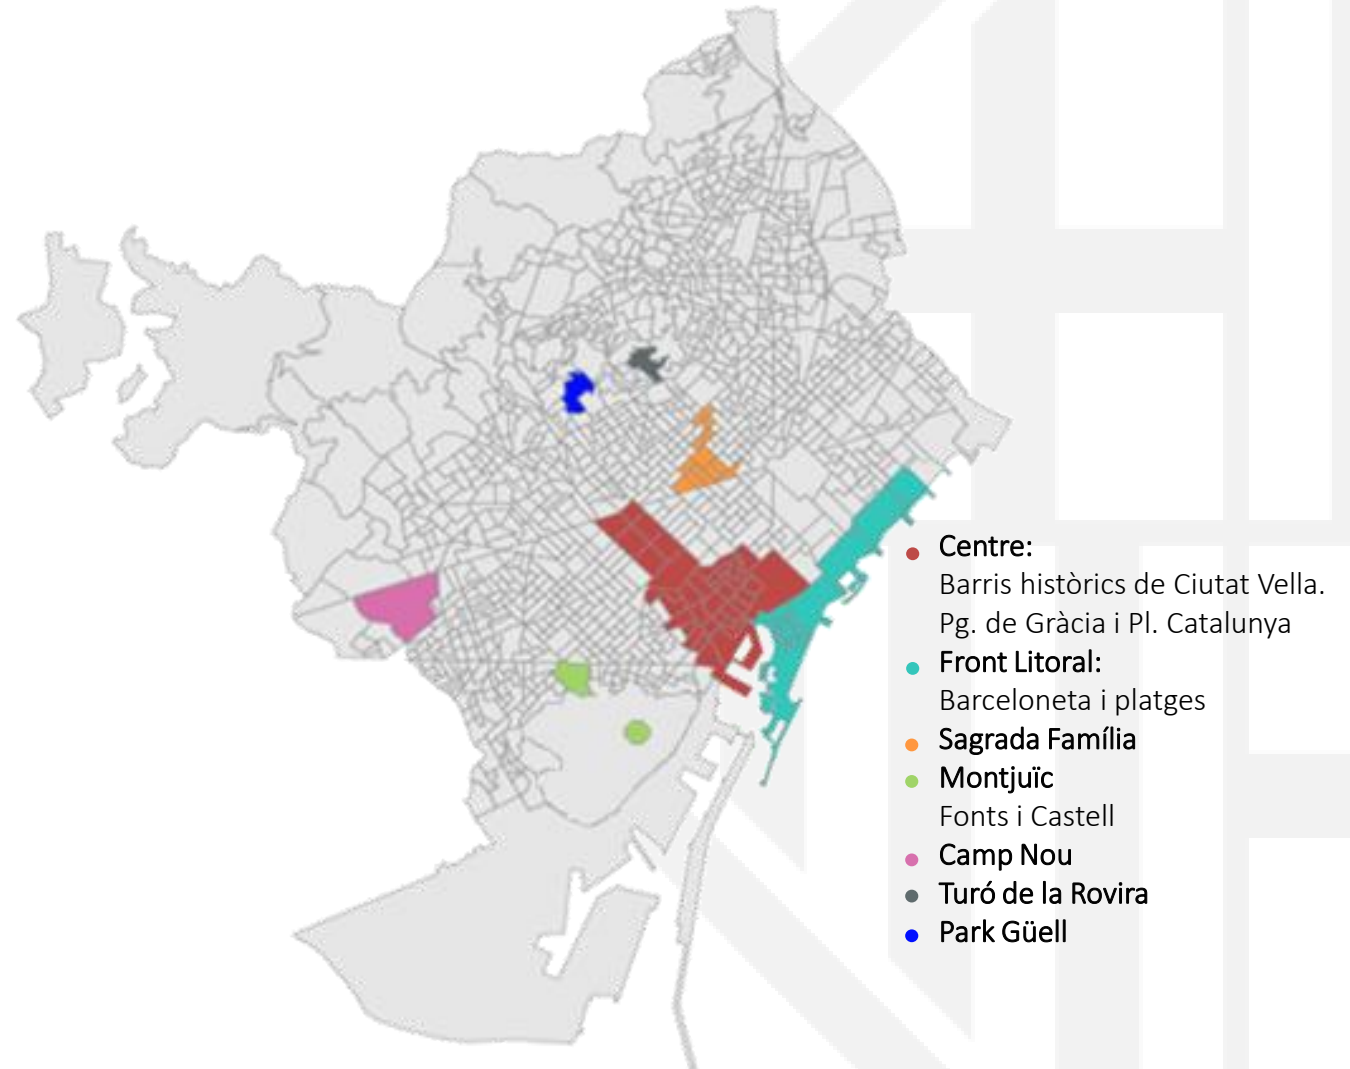 Centre:
Barris històrics de Ciutat Vella.
Pg. de Gràcia i Pl. Catalunya
Front Litoral:
Barceloneta i platges
Sagrada Família
Montjuïc
Fonts i Castell
Camp Nou
Turó de la Rovira
Park Güell